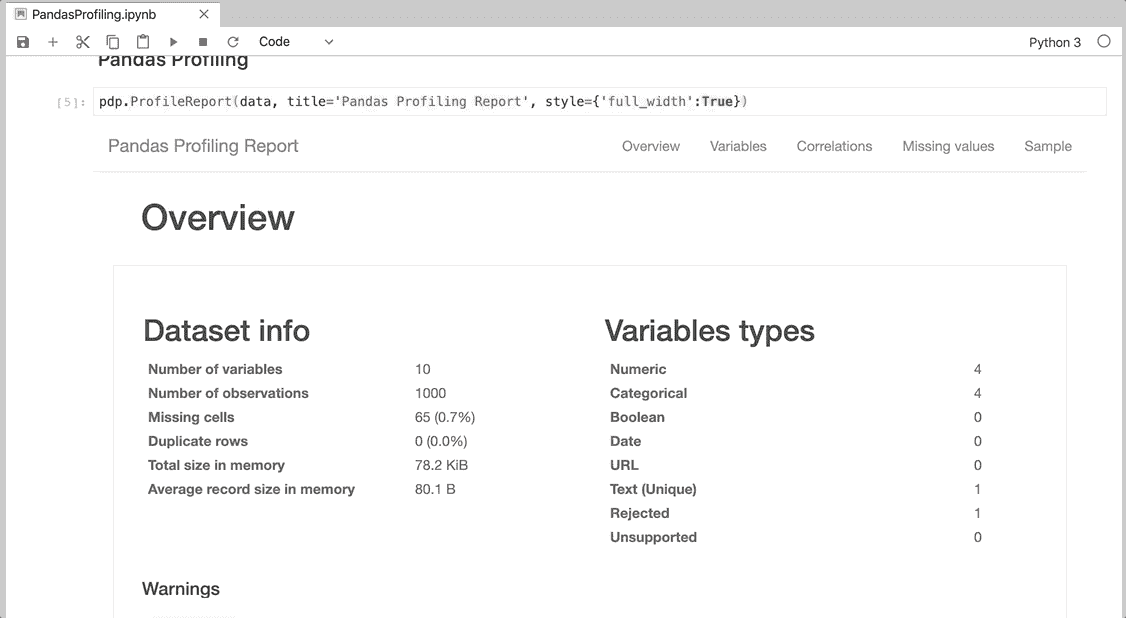 PandasProfiling.ipynb
Code
Python 3
Pandas Profiling
[5]: pdp.ProfileReport(data, title='Pandas Profiling Report', style={'full_width':True})
Pandas Profiling Report Overview Variables Correlations Missing values Sample
Overview
Dataset info
Number of variables 10
Number of observations 1000
Missing cells 65 (0.7%)
Duplicate rows 0 (0.0%)
Total size in memory 78.2 KiB
Average record size in memory 80.1 B
Variables types
Numeric 4
Categorical 4
Boolean 0
Date 0
URL 0
Text (Unique) 1
Rejected 1
Unsupported 0
Warnings